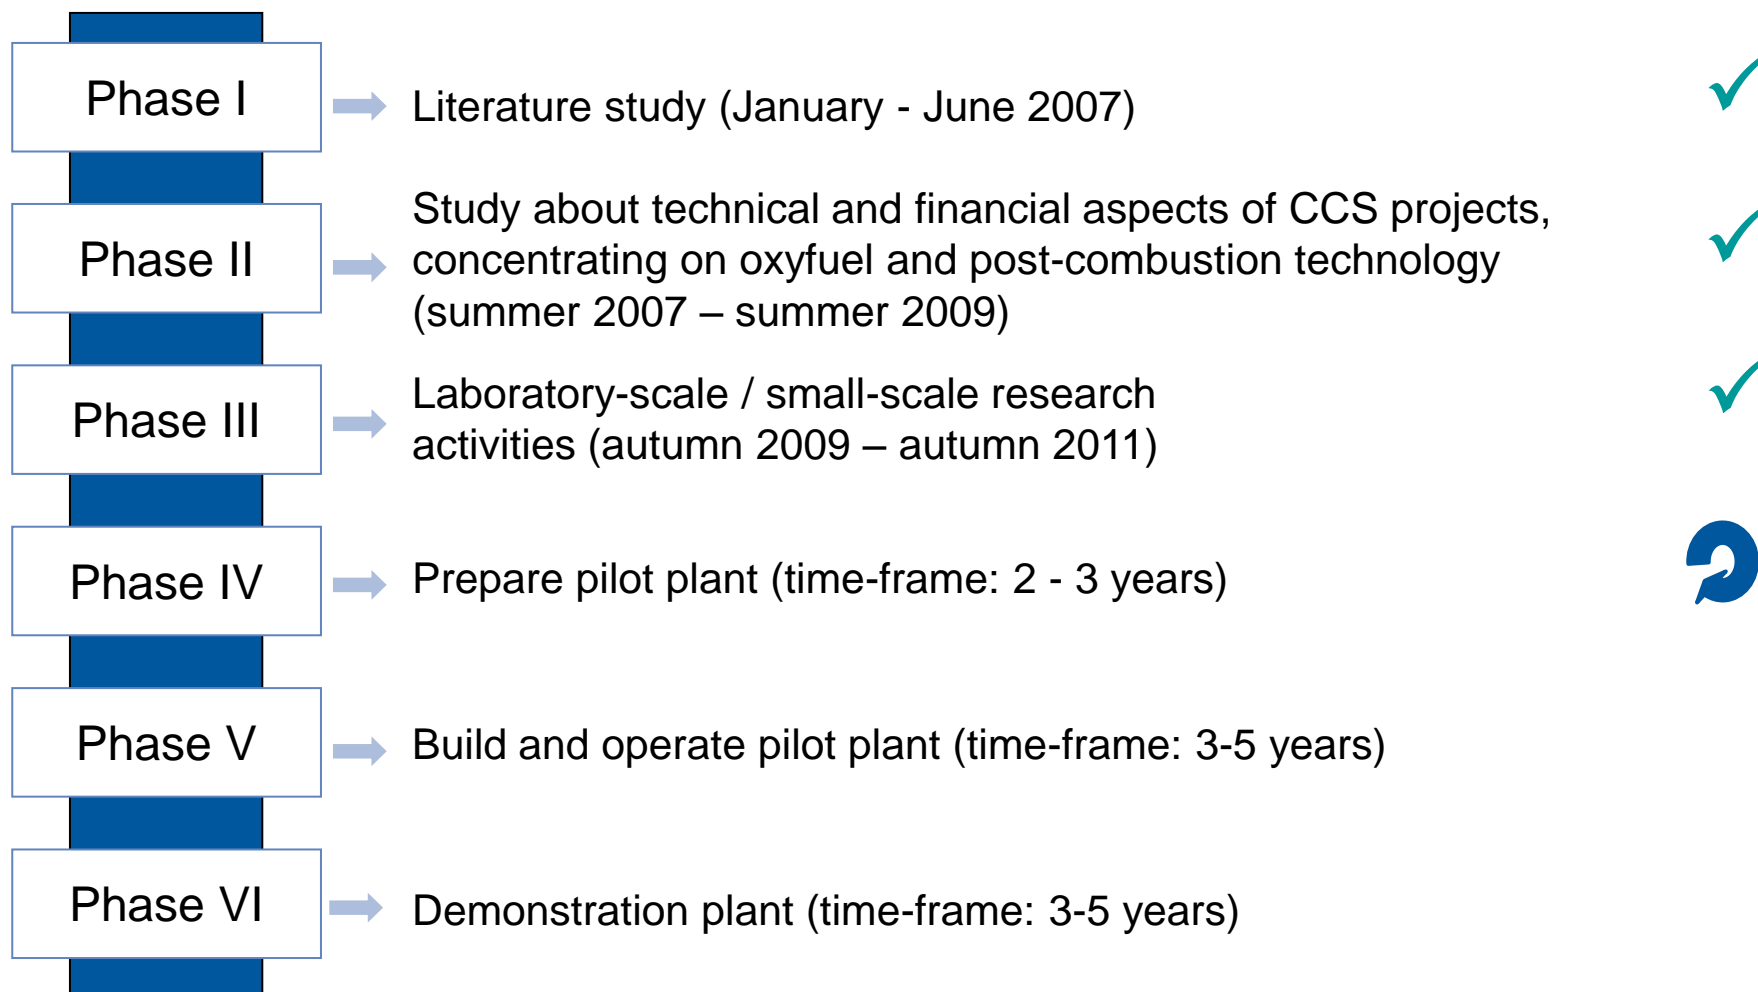 Phase I
Literature study (January - June 2007)
Phase II
Study about technical and financial aspects of CCS projects,
concentrating on oxyfuel and post-combustion technology
(summer 2007 – summer 2009)
Phase III
Laboratory-scale / small-scale research
activities (autumn 2009 – autumn 2011)
Phase IV
Prepare pilot plant (time-frame: 2 - 3 years)
Phase V
Build and operate pilot plant (time-frame: 3-5 years)
Phase VI
Demonstration plant (time-frame: 3-5 years)